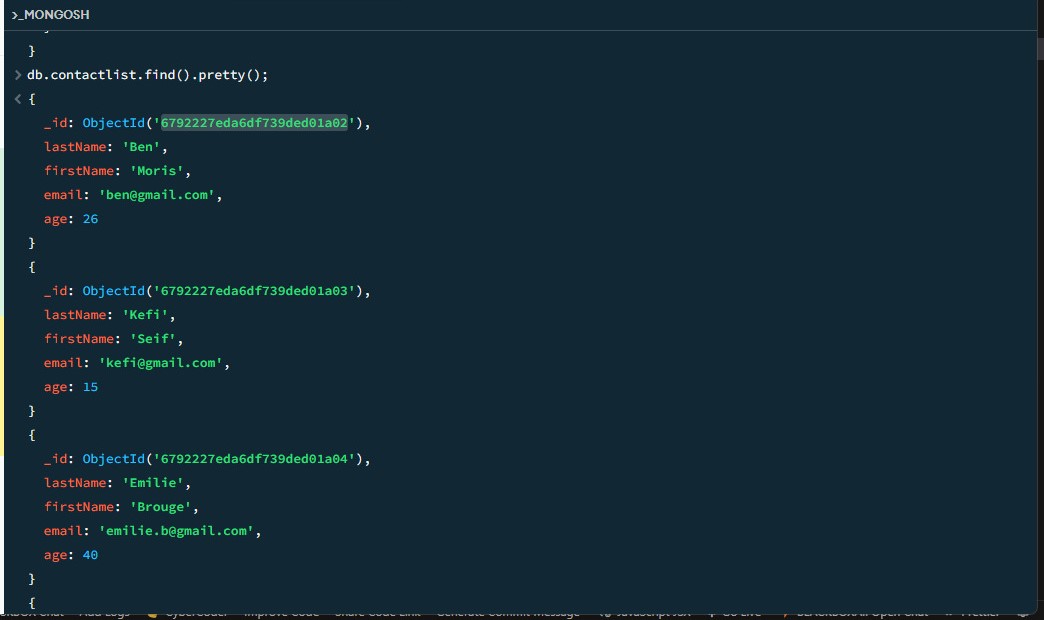 >_MONGOSH
}
> db.contactlist.find().pretty();
< {
_id: ObjectId('6792227eda6df739ded01a02'),
lastName: 'Ben',
firstName: 'Moris',
email: 'ben@gmail.com',
age: 26
}
{
_id: ObjectId('6792227eda6df739ded01a03'),
lastName: 'Kefi',
firstName: 'Seif',
email: 'kefi@gmail.com',
age: 15
}
{
_id: ObjectId('6792227eda6df739ded01a04'),
lastName: 'Emilie',
firstName: 'Brouge',
email: 'emilie.b@gmail.com',
age: 40
}
{